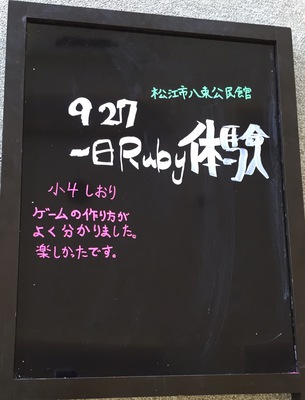 松江市八束公民館
9 27
一日Ruby体験
小4 しおり
ゲームの作り方が
よく分かりました。
楽しかったです。